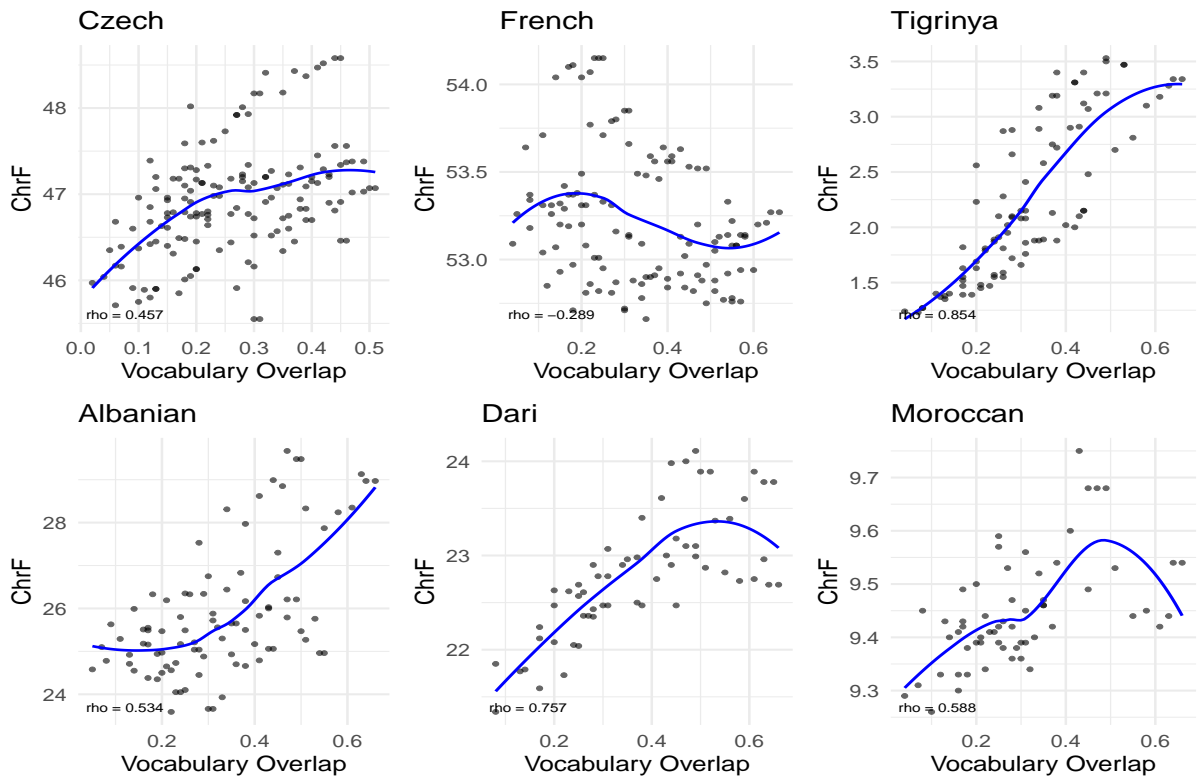 Czech
French
Tigrinya
ChrF
48
47
46
rho = 0.457
0.0 0.1 0.2 0.3 0.4 0.5
Vocabulary Overlap
ChrF
54.0
53.5
53.0
rho = −0.289
0.2 0.4 0.6
Vocabulary Overlap
ChrF
3.5
3.0
2.5
2.0
1.5
rho = 0.854
0.2 0.4 0.6
Vocabulary Overlap
Albanian
Dari
Moroccan
ChrF
28
26
24
rho = 0.534
0.2 0.4 0.6
Vocabulary Overlap
ChrF
24
23
22
rho = 0.757
0.2 0.4 0.6
Vocabulary Overlap
ChrF
9.7
9.6
9.5
9.4
9.3
rho = 0.588
0.2 0.4 0.6
Vocabulary Overlap